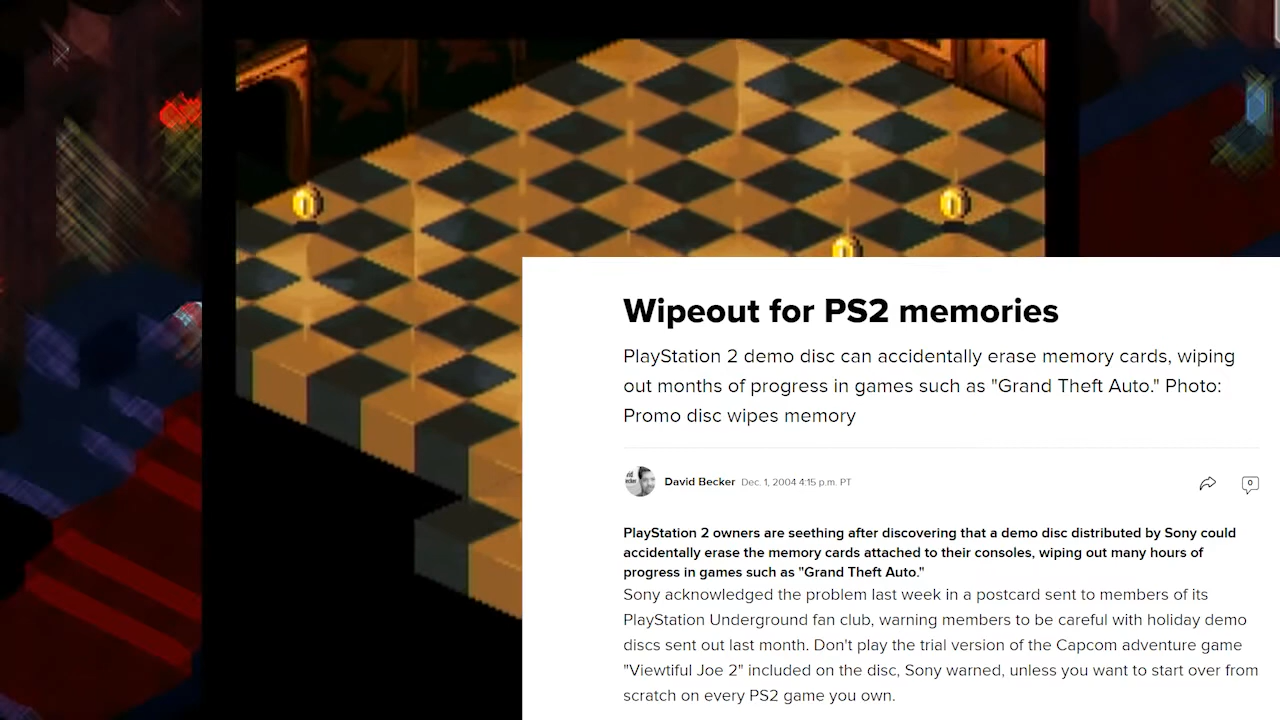 Wipeout for PS2 memories
PlayStation 2 demo disc can accidentally erase memory cards, wiping
out months of progress in games such as "Grand Theft Auto." Photo:
Promo disc wipes memory
David Becker Dec. 1, 2004 4:15 p.m. PT
0
PlayStation 2 owners are seething after discovering that a demo disc distributed by Sony could
accidentally erase the memory cards attached to their consoles, wiping out many hours of
progress in games such as "Grand Theft Auto."
Sony acknowledged the problem last week in a postcard sent to members of its
PlayStation Underground fan club, warning members to be careful with holiday demo
discs sent out last month. Don't play the trial version of the Capcom adventure game
"Viewtiful Joe 2" included on the disc, Sony warned, unless you want to start over from
scratch on every PS2 game you own.